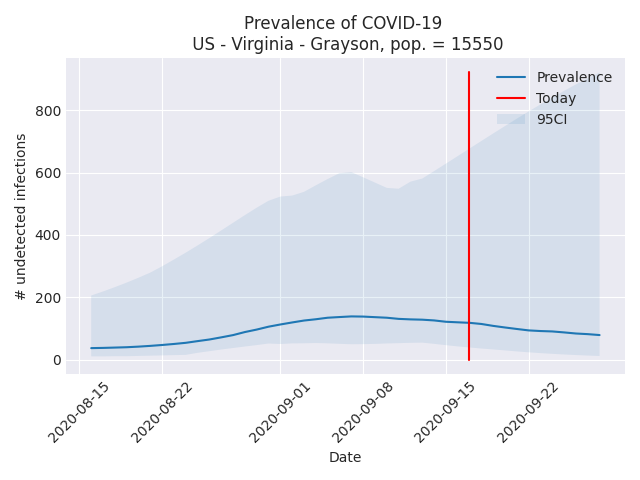 Prevalence of COVID-19
US - Virginia - Grayson, pop. = 15550
Prevalence
Today
95CI
800
600
400
200
0
# undetected infections
2020-08-15
2020-08-22
2020-09-01
2020-09-08
2020-09-15
2020-09-22
Date